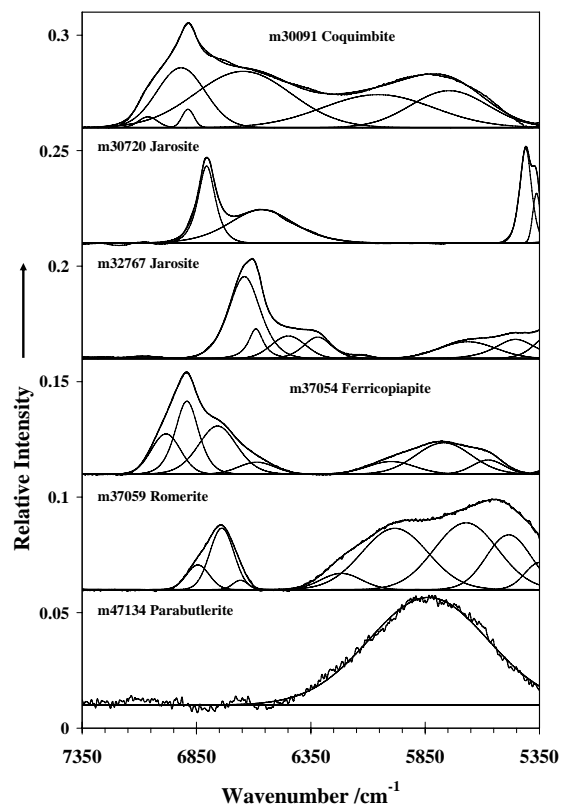 0.3
m30091 Coquimbite
0.25
m30720 Jarosite
0.2
m32767 Jarosite
0.15
m37054 Ferricopiapite
0.1
m37059 Romerite
0.05
m47134 Parabutlerite
0
Relative Intensity
7350 6850 6350 5850 5350
Wavenumber /cm⁻¹